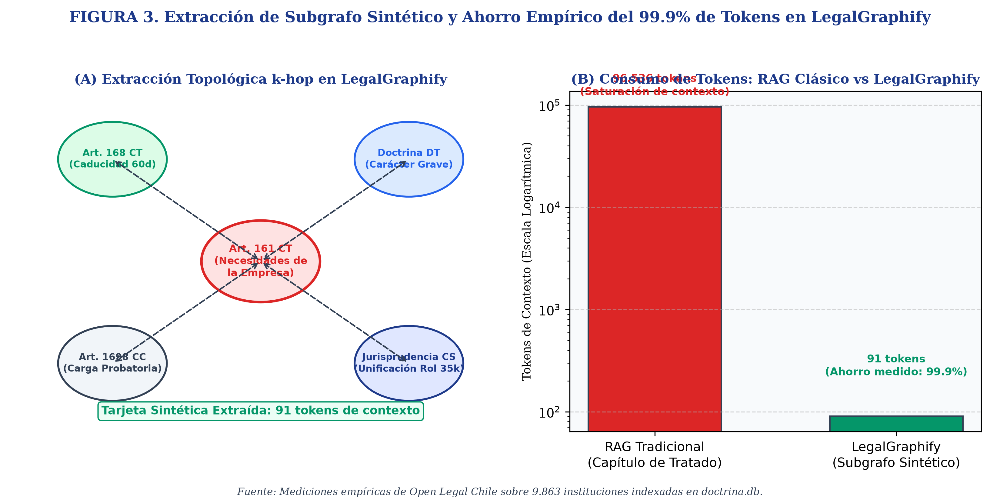 FIGURA 3. Extracción de Subgrafo Sintético y Ahorro Empírico del 99.9% de Tokens en LegalGraphify
(A) Extracción Topológica k-hop en LegalGraphify
Art. 168 CT
(Caducidad 60d)
Doctrina DT
(Carácter Grave)
Art. 161 CT
(Necesidades de
la Empresa)
Art. 1698 CC
(Carga Probatoria)
Jurisprudencia CS
(Unificación Rol 35k)
Tarjeta Sintética Extraída: 91 tokens de contexto
(B) Consumo de Tokens: RAG Clásico vs LegalGraphify
96.536 tokens
(Saturación de contexto)
Tokens de Contexto (Escala Logarítmica)
10⁵
10⁴
10³
10²
91 tokens
(Ahorro medido: 99.9%)
RAG Tradicional
(Capítulo de Tratado)
LegalGraphify
(Subgrafo Sintético)
Fuente: Mediciones empíricas de Open Legal Chile sobre 9.863 instituciones indexadas en doctrina.db.